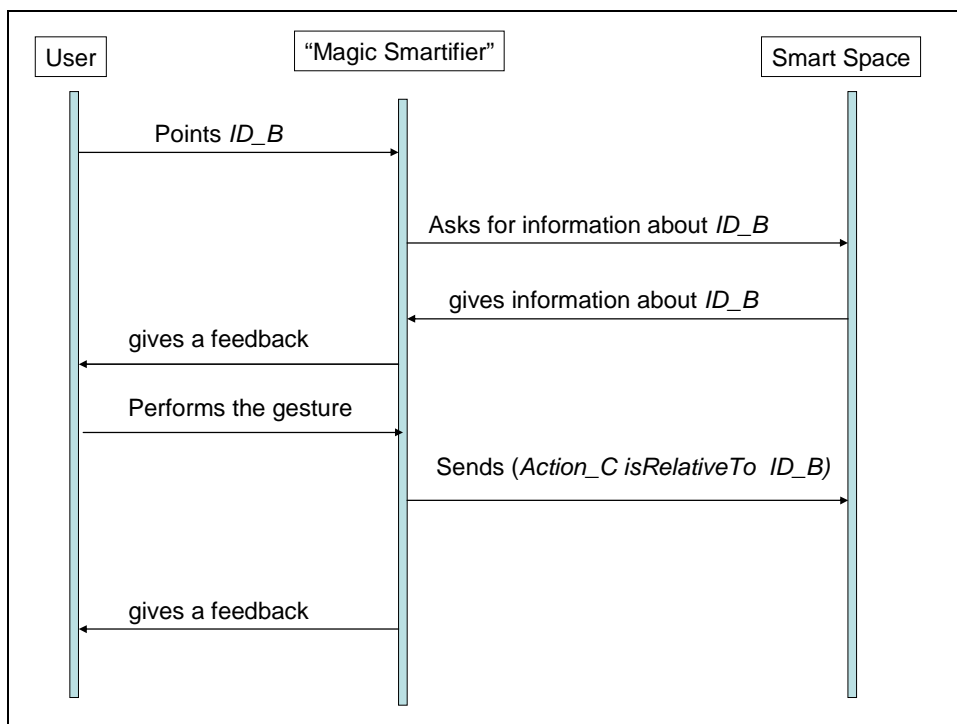 User
“Magic Smartifier”
Smart Space
Points ID_B
Asks for information about ID_B
gives information about ID_B
gives a feedback
Performs the gesture
Sends (Action_C isRelativeTo ID_B)
gives a feedback